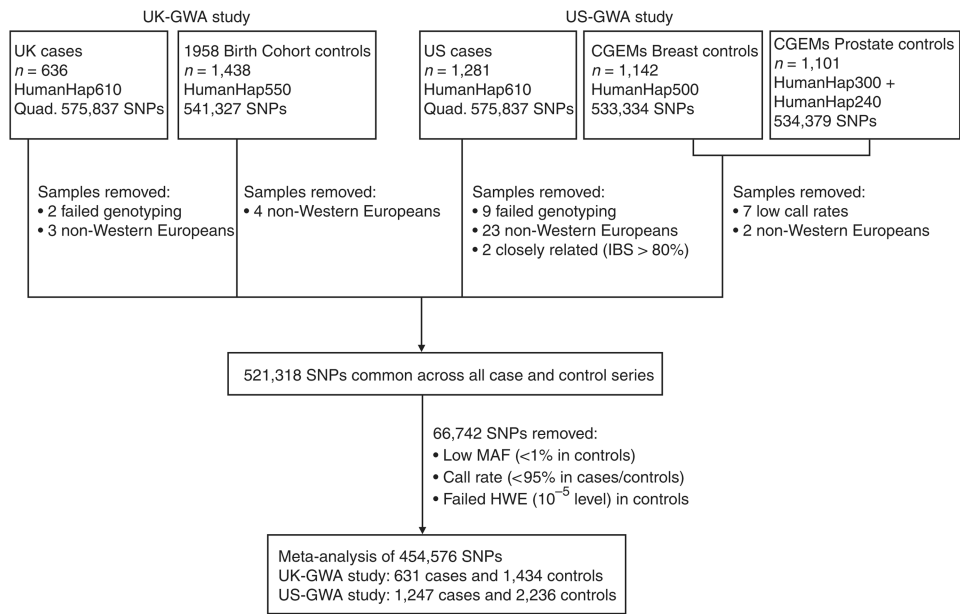 UK-GWA study
US-GWA study
UK cases
n = 636
HumanHap610
Quad. 575,837 SNPs
1958 Birth Cohort controls
n = 1,438
HumanHap550
541,327 SNPs
US cases
n = 1,281
HumanHap610
Quad. 575,837 SNPs
CGEMs Breast controls
n = 1,142
HumanHap500
533,334 SNPs
CGEMs Prostate controls
n = 1,101
HumanHap300 +
HumanHap240
534,379 SNPs
Samples removed:
• 2 failed genotyping
• 3 non-Western Europeans
Samples removed:
• 4 non-Western Europeans
Samples removed:
• 9 failed genotyping
• 23 non-Western Europeans
• 2 closely related (IBS > 80%)
Samples removed:
• 7 low call rates
• 2 non-Western Europeans
521,318 SNPs common across all case and control series
66,742 SNPs removed:
• Low MAF (<1% in controls)
• Call rate (<95% in cases/controls)
• Failed HWE (10⁻⁵ level) in controls
Meta-analysis of 454,576 SNPs
UK-GWA study: 631 cases and 1,434 controls
US-GWA study: 1,247 cases and 2,236 controls